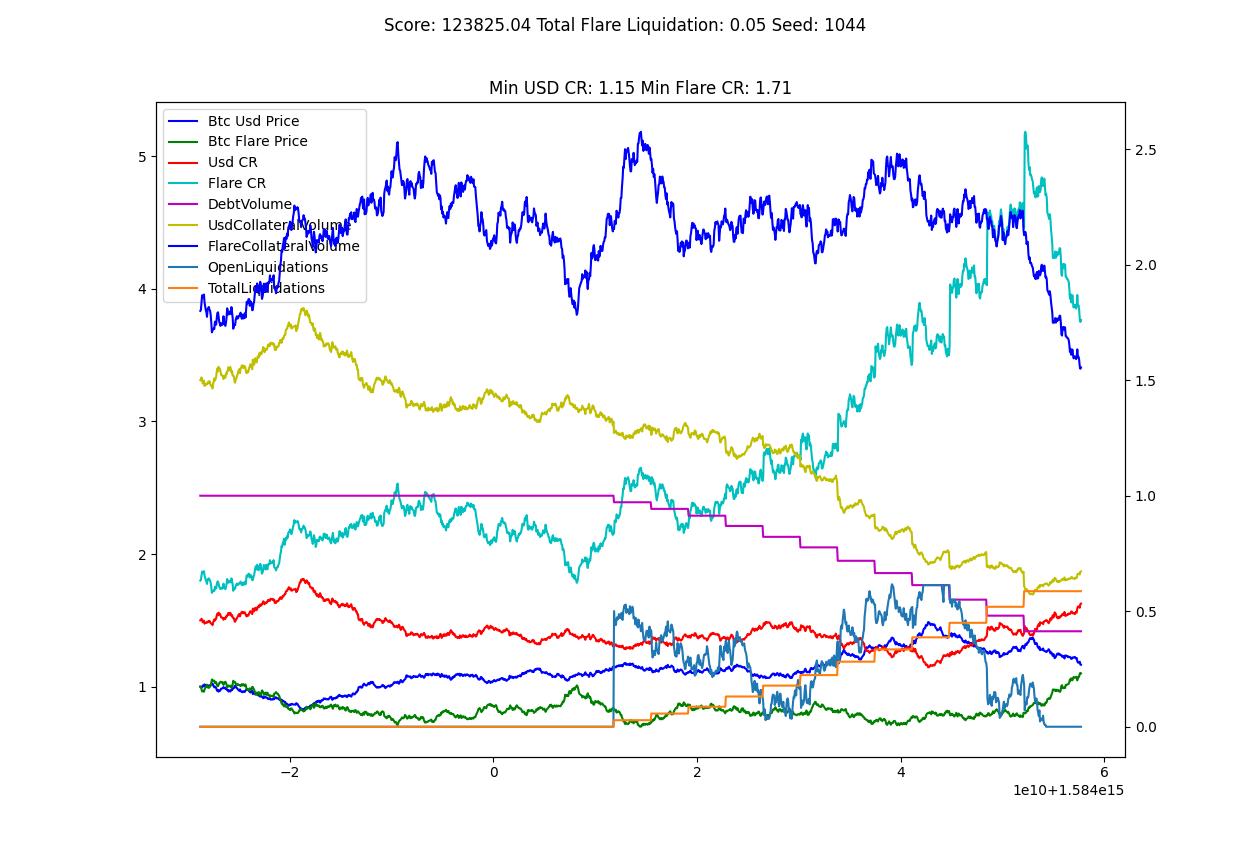 Score: 123825.04 Total Flare Liquidation: 0.05 Seed: 1044
Min USD CR: 1.15 Min Flare CR: 1.71
Btc Usd Price
Btc Flare Price
Usd CR
Flare CR
DebtVolume
UsdCollateralVolume
FlareCollateralVolume
OpenLiquidations
TotalLiquidations
5
4
3
2
1
2.5
2.0
1.5
1.0
0.5
0.0
−2
0
2
4
6
1e10+1.584e15